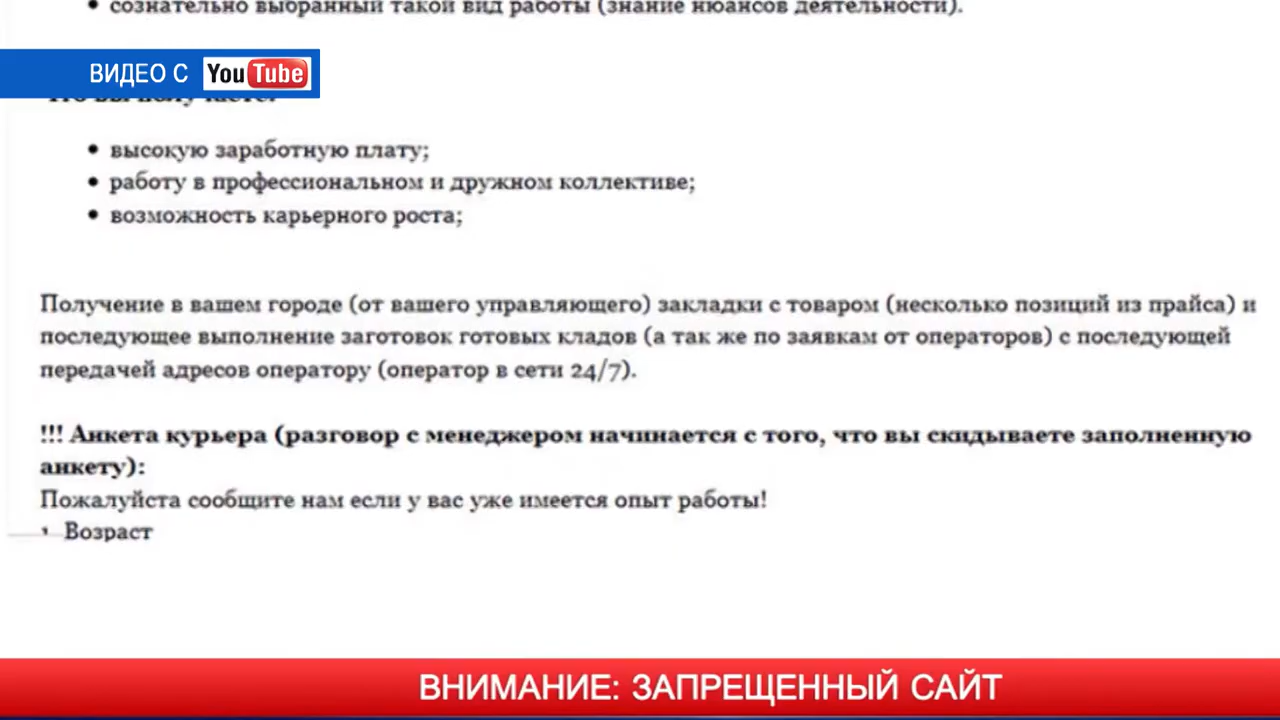 сознательно выбранный такой вид работы (знание нюансов деятельности).
ВИДЕО С YouTube
• высокую заработную плату;
• работу в профессиональном и дружном коллективе;
• возможность карьерного роста;
Получение в вашем городе (от вашего управляющего) закладки с товаром (несколько позиций из прайса) и
последующее выполнение заготовок готовых кладов (а так же по заявкам от операторов) с последующей
передачей адресов оператору (оператор в сети 24/7).
!!! Анкета курьера (разговор с менеджером начинается с того, что вы скидываете заполненную
анкету):
Пожалуйста сообщите нам если у вас уже имеется опыт работы!
1. Возраст
ВНИМАНИЕ: ЗАПРЕЩЕННЫЙ САЙТ